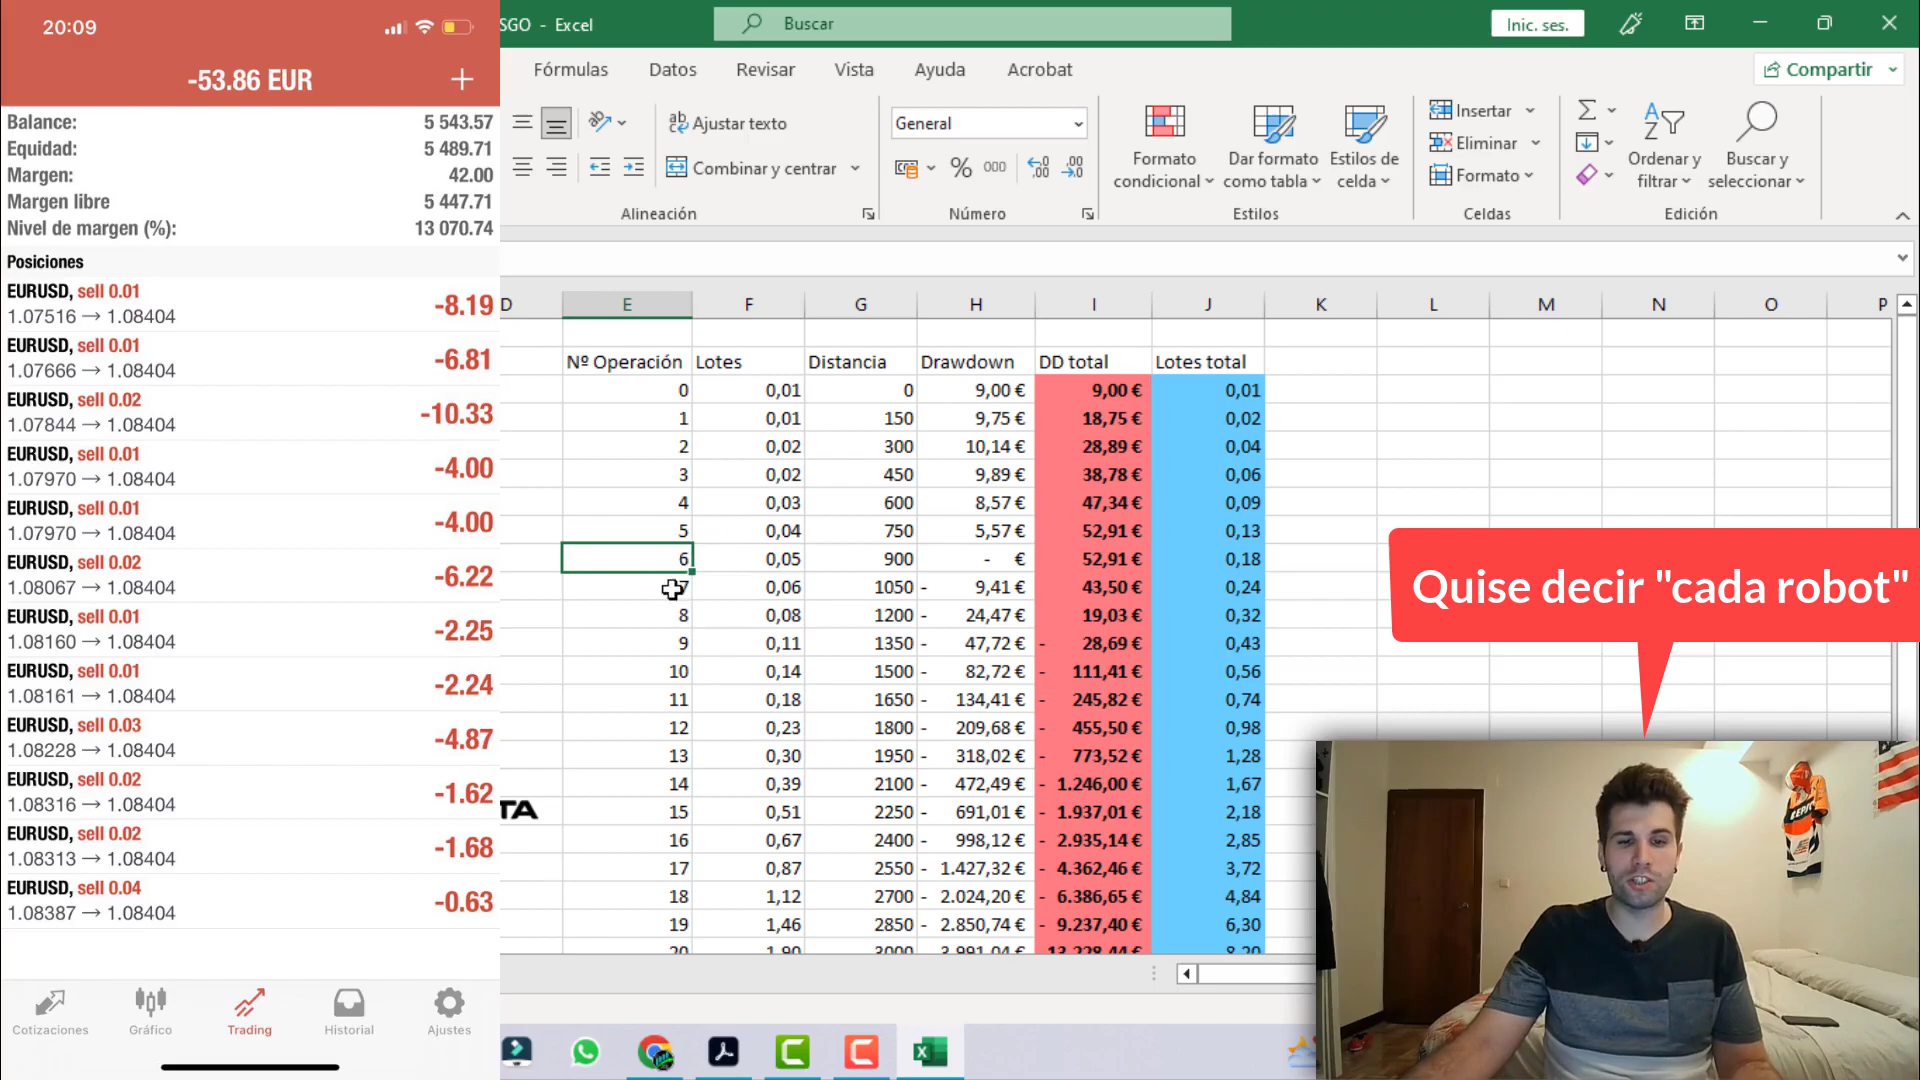 20:09
-53.86 EUR
Balance: 5 543.57
Equidad: 5 489.71
Margen: 42.00
Margen libre 5 447.71
Nivel de margen (%): 13 070.74
Posiciones
EURUSD, sell 0.01 -8.19
1.07516 → 1.08404
EURUSD, sell 0.01 -6.81
1.07666 → 1.08404
EURUSD, sell 0.02 -10.33
1.07844 → 1.08404
EURUSD, sell 0.01 -4.00
1.07970 → 1.08404
EURUSD, sell 0.01 -4.00
1.07970 → 1.08404
EURUSD, sell 0.02 -6.22
1.08067 → 1.08404
EURUSD, sell 0.01 -2.25
1.08160 → 1.08404
EURUSD, sell 0.01 -2.24
1.08161 → 1.08404
EURUSD, sell 0.03 -4.87
1.08228 → 1.08404
EURUSD, sell 0.02 -1.62
1.08316 → 1.08404
EURUSD, sell 0.02 -1.68
1.08313 → 1.08404
EURUSD, sell 0.04 -0.63
1.08387 → 1.08404
Cotizaciones Gráfico Trading Historial Ajustes
SGO - Excel Buscar Inic. ses.
Fórmulas Datos Revisar Vista Ayuda Acrobat Compartir
Ajustar texto General Insertar
Combinar y centrar % 000 Eliminar
Formato condicional Dar formato como tabla Estilos de celda Formato Ordenar y filtrar Buscar y seleccionar
Alineación Número Estilos Celdas Edición
D E F G H I J K L M N O P
Nº Operación Lotes Distancia Drawdown DD total Lotes total
0 0,01 0 9,00 € 9,00 € 0,01
1 0,01 150 9,75 € 18,75 € 0,02
2 0,02 300 10,14 € 28,89 € 0,04
3 0,02 450 9,89 € 38,78 € 0,06
4 0,03 600 8,57 € 47,34 € 0,09
5 0,04 750 5,57 € 52,91 € 0,13
6 0,05 900 - € 52,91 € 0,18
7 0,06 1050 - 9,41 € 43,50 € 0,24
8 0,08 1200 - 24,47 € 19,03 € 0,32
9 0,11 1350 - 47,72 € - 28,69 € 0,43
10 0,14 1500 - 82,72 € - 111,41 € 0,56
11 0,18 1650 - 134,41 € - 245,82 € 0,74
12 0,23 1800 - 209,68 € - 455,50 € 0,98
13 0,30 1950 - 318,02 € - 773,52 € 1,28
14 0,39 2100 - 472,49 € - 1.246,00 € 1,67
15 0,51 2250 - 691,01 € - 1.937,01 € 2,18
16 0,67 2400 - 998,12 € - 2.935,14 € 2,85
17 0,87 2550 - 1.427,32 € - 4.362,46 € 3,72
18 1,12 2700 - 2.024,20 € - 6.386,65 € 4,84
19 1,46 2850 - 2.850,74 € - 9.237,40 € 6,30
20 1,90 3000 3.991,04 € 13.228,44 € 8,20
TA
Quise decir "cada robot"